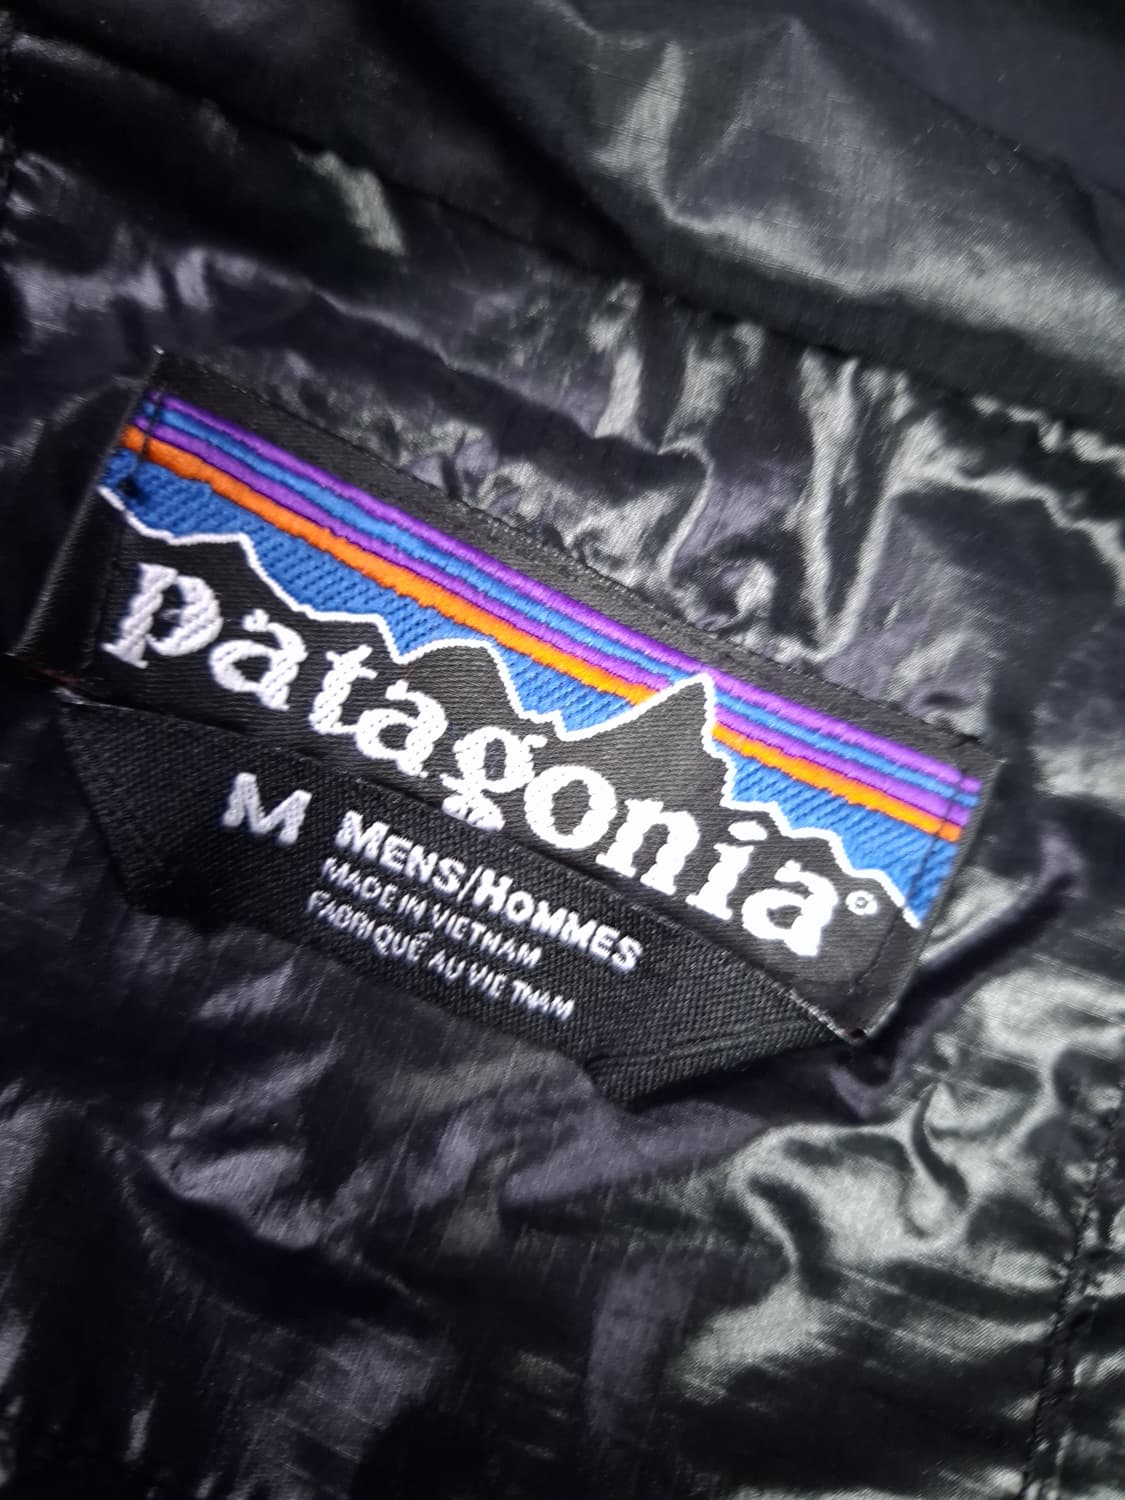 patagonia®
M MENS/HOMMES
MADE IN VIETNAM
FABRIQUÉ AU VIETNAM